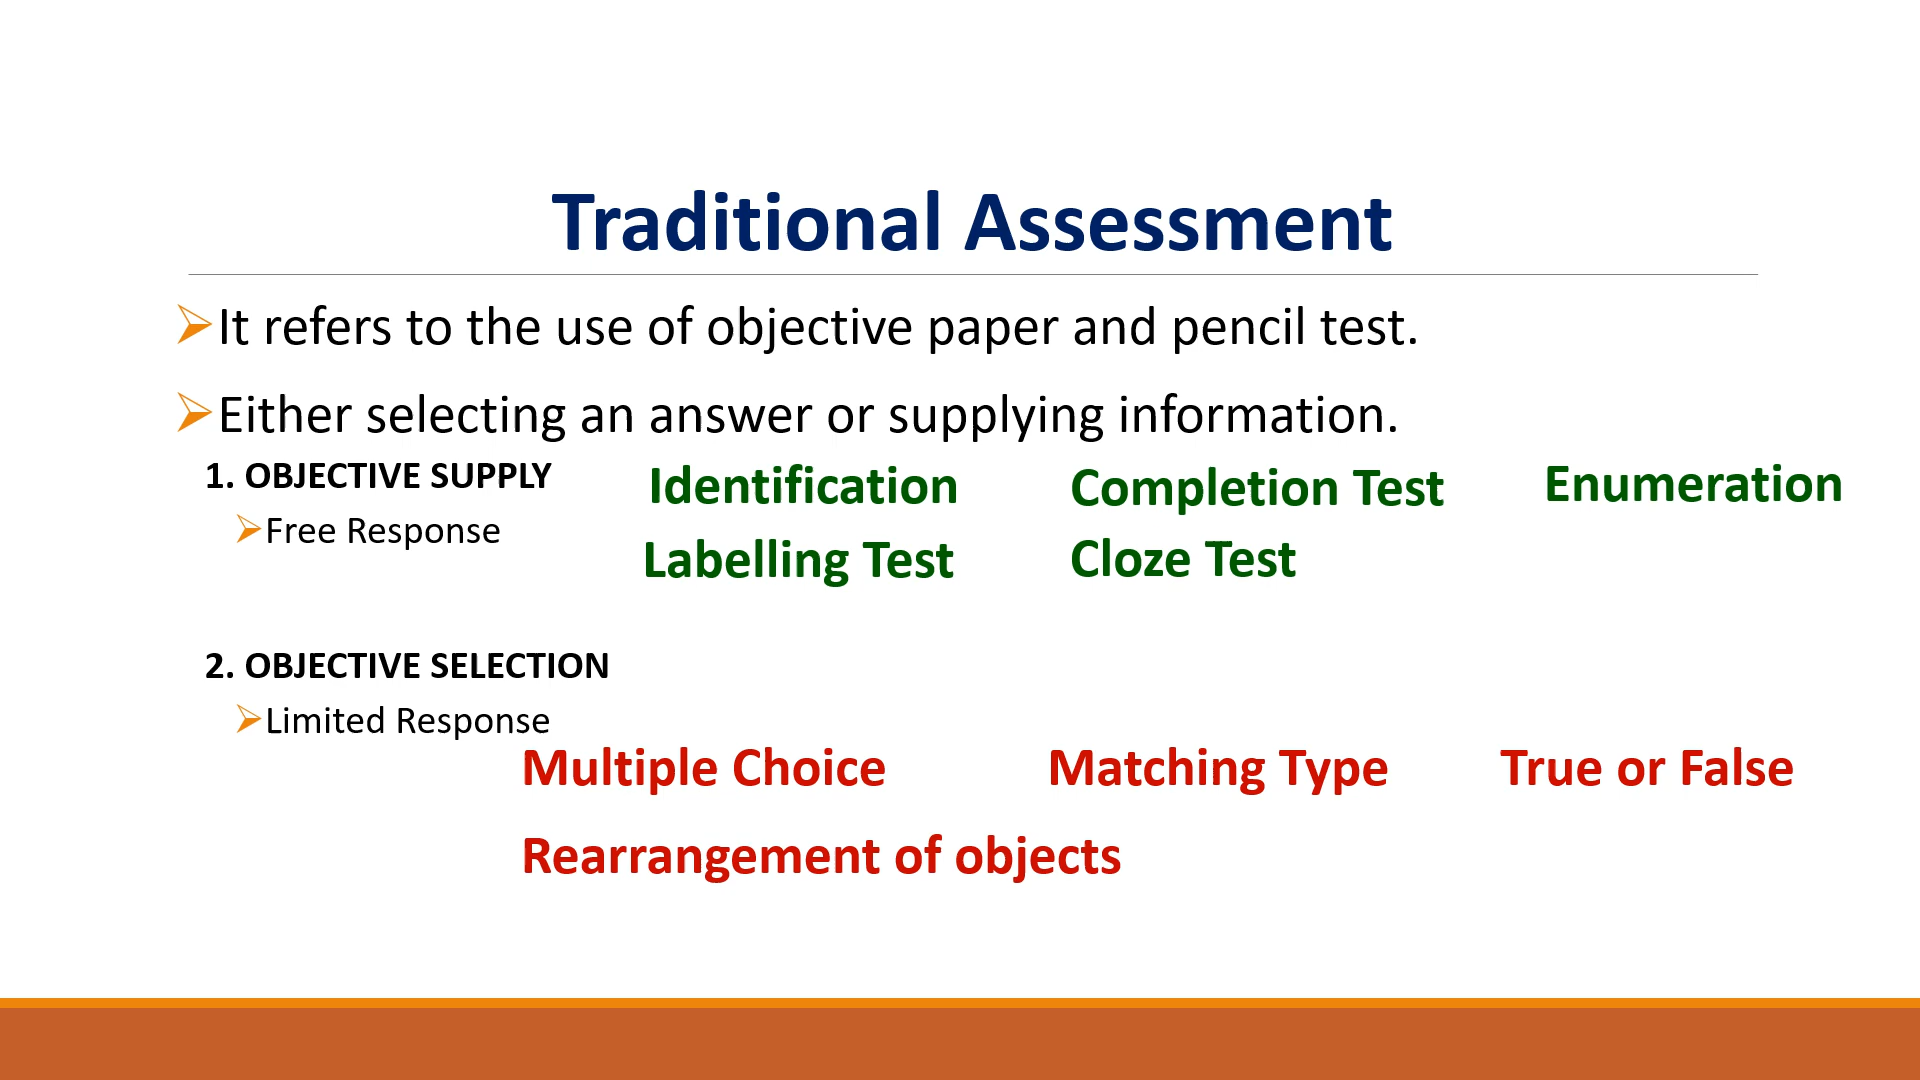 Traditional Assessment
It refers to the use of objective paper and pencil test.
Either selecting an answer or supplying information.
1. OBJECTIVE SUPPLY
Free Response
Identification Completion Test Enumeration
Labelling Test Cloze Test
2. OBJECTIVE SELECTION
Limited Response
Multiple Choice Matching Type True or False
Rearrangement of objects